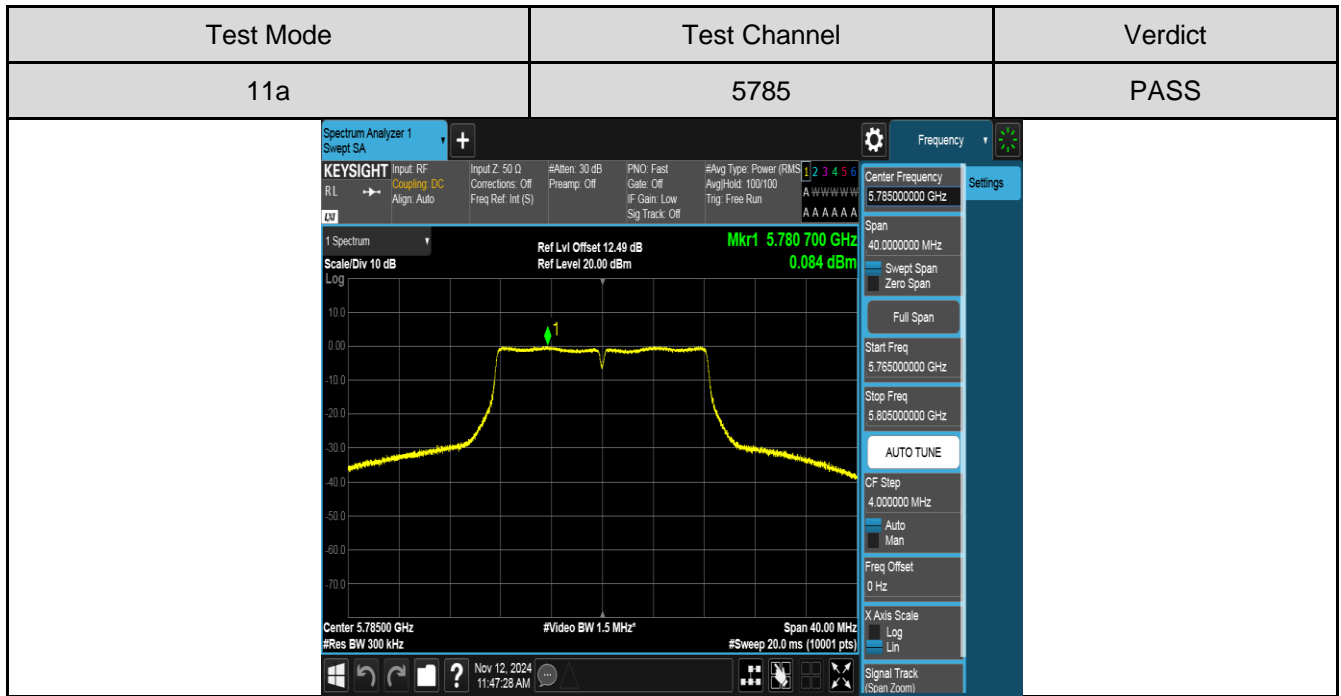 Test Mode Test Channel Verdict
11a 5785 PASS
Spectrum Analyzer 1
Swept SA
+
Frequency
KEYSIGHT
RL
LXI
Input: RF
Coupling: DC
Align: Auto
Input Z: 50 Ω
Corrections: Off
Freq Ref: Int (S)
#Atten: 30 dB
Preamp: Off
PNO: Fast
Gate: Off
IF Gain: Low
Sig Track: Off
#Avg Type: Power (RMS
Avg|Hold: 100/100
Trig: Free Run
1 2 3 4 5 6
A W W W W W
A A A A A A
1 Spectrum
Scale/Div 10 dB
Log
Ref Lvl Offset 12.49 dB
Ref Level 20.00 dBm
Mkr1 5.780 700 GHz
0.084 dBm
1
10.0
0.00
-10.0
-20.0
-30.0
-40.0
-50.0
-60.0
-70.0
Center 5.78500 GHz
#Res BW 300 kHz
#Video BW 1.5 MHz*
Span 40.00 MHz
#Sweep 20.0 ms (10001 pts)
?
Nov 12, 2024
11:47:28 AM
Center Frequency
5.785000000 GHz
Span
40.0000000 MHz
Swept Span
Zero Span
Full Span
Start Freq
5.765000000 GHz
Stop Freq
5.805000000 GHz
AUTO TUNE
CF Step
4.000000 MHz
Auto
Man
Freq Offset
0 Hz
X Axis Scale
Log
Lin
Signal Track
(Span Zoom)
Settings